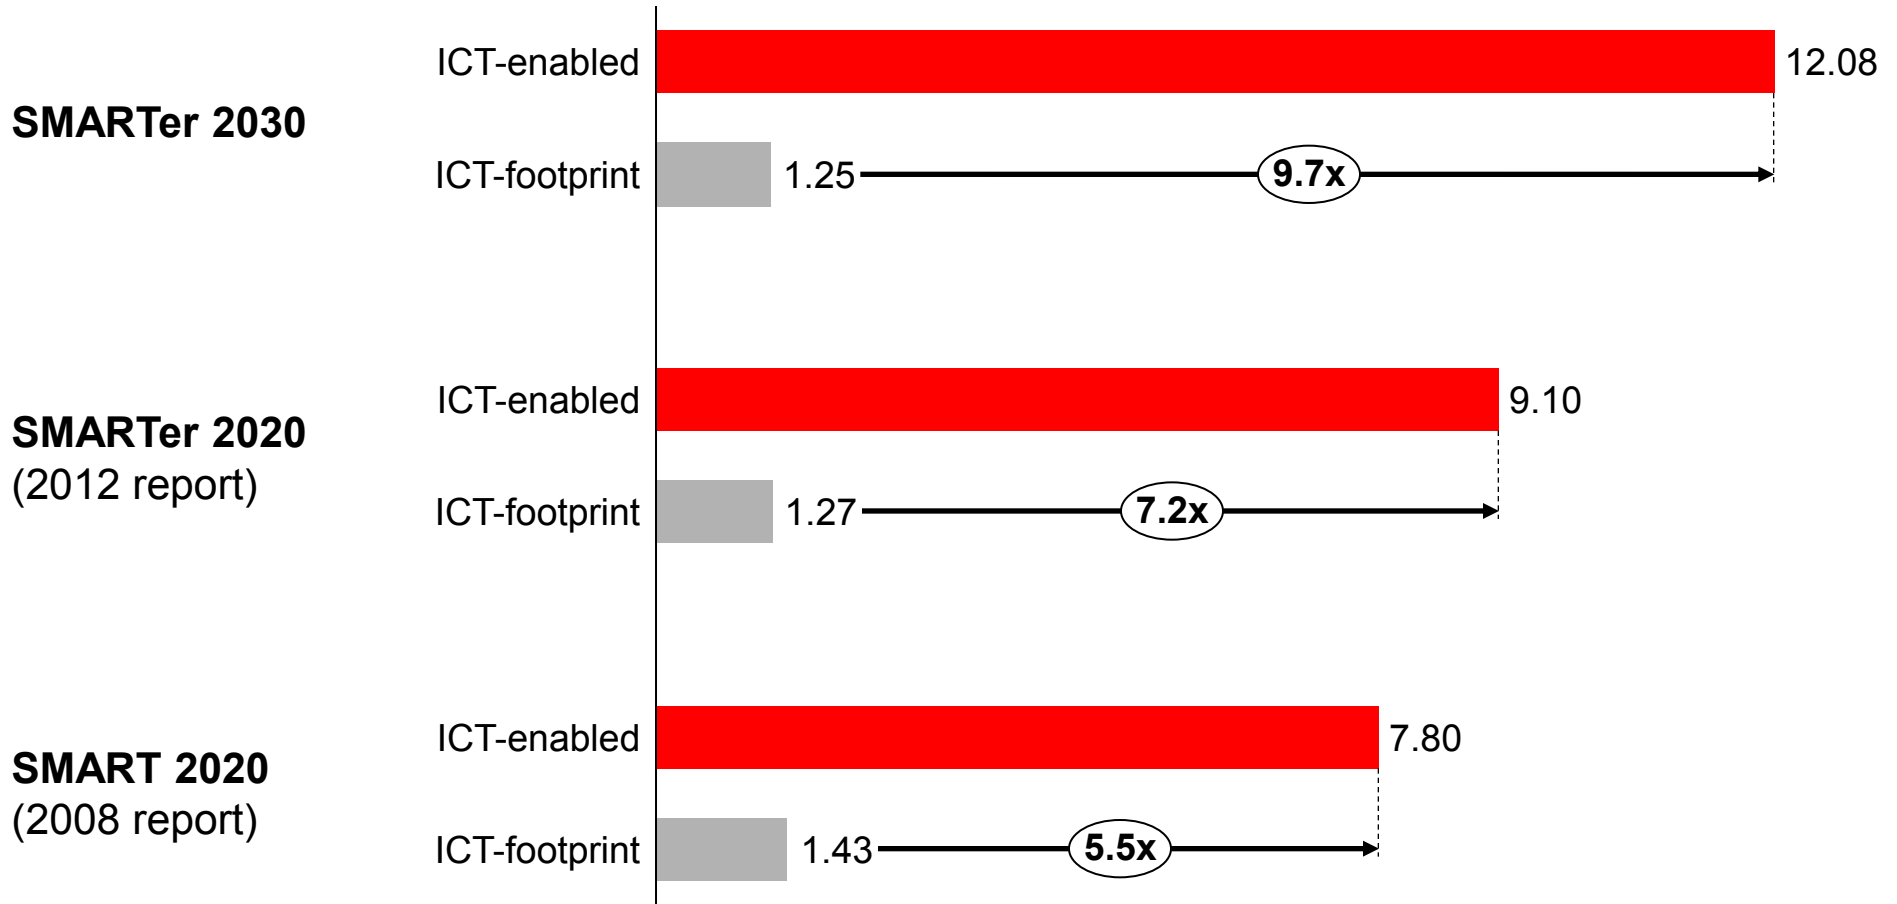 ICT-enabled 12.08
SMARTer 2030
ICT-footprint 1.25 9.7x
ICT-enabled 9.10
SMARTer 2020
(2012 report)
ICT-footprint 1.27 7.2x
ICT-enabled 7.80
SMART 2020
(2008 report)
ICT-footprint 1.43 5.5x